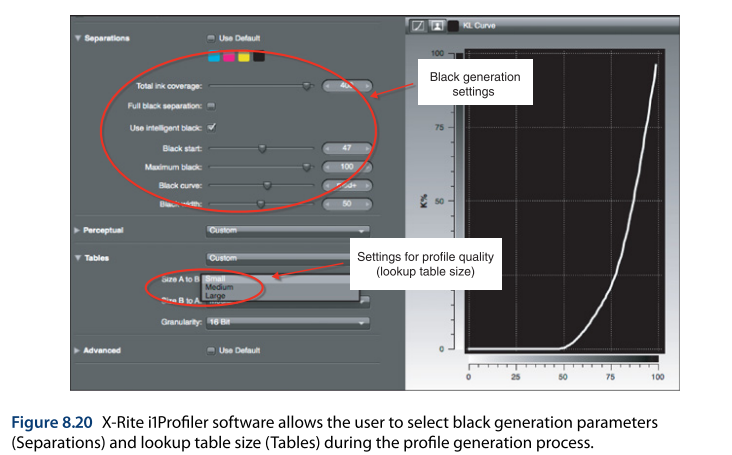 KL Curve
Separations
Use Default
Total ink coverage:
400
Black generation
settings
Full black separation:
Use intelligent black:
Black start:
47
Maximum black:
100
Black curve:
Black width:
50
Perceptual
Custom
Tables
Custom
Settings for profile quality
(lookup table size)
Size A to B
Small
Medium
Large
Size B to A:
Granularity:
16 Bit
Advanced
Use Default
100
75
50
25
0
K%
0
25
50
75
100
Figure 8.20 X-Rite i1Profiler software allows the user to select black generation parameters
(Separations) and lookup table size (Tables) during the profile generation process.